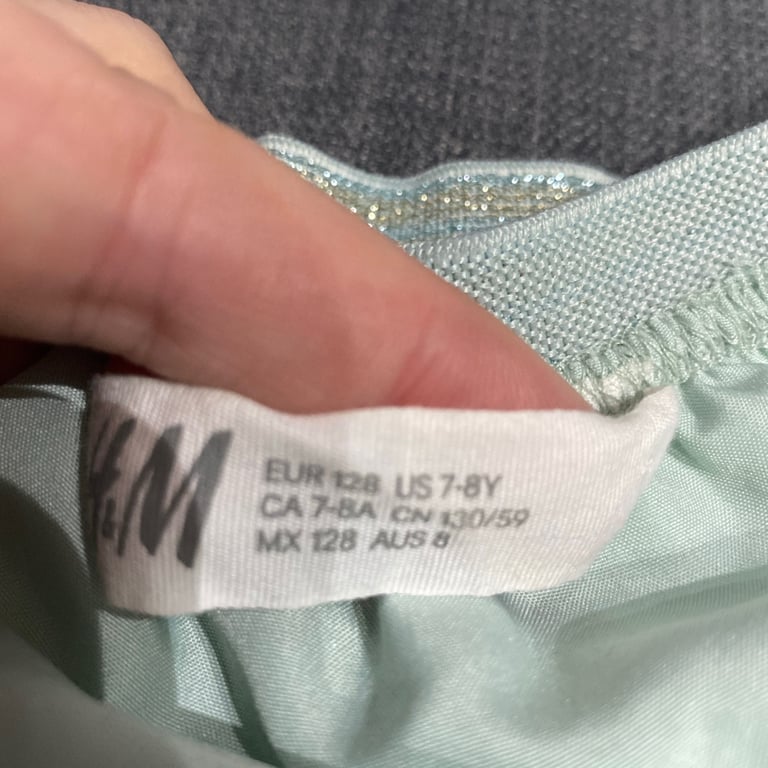 H&M
EUR 128 US 7-8Y
CA 7-8A CN 130/59
MX 128 AUS 8